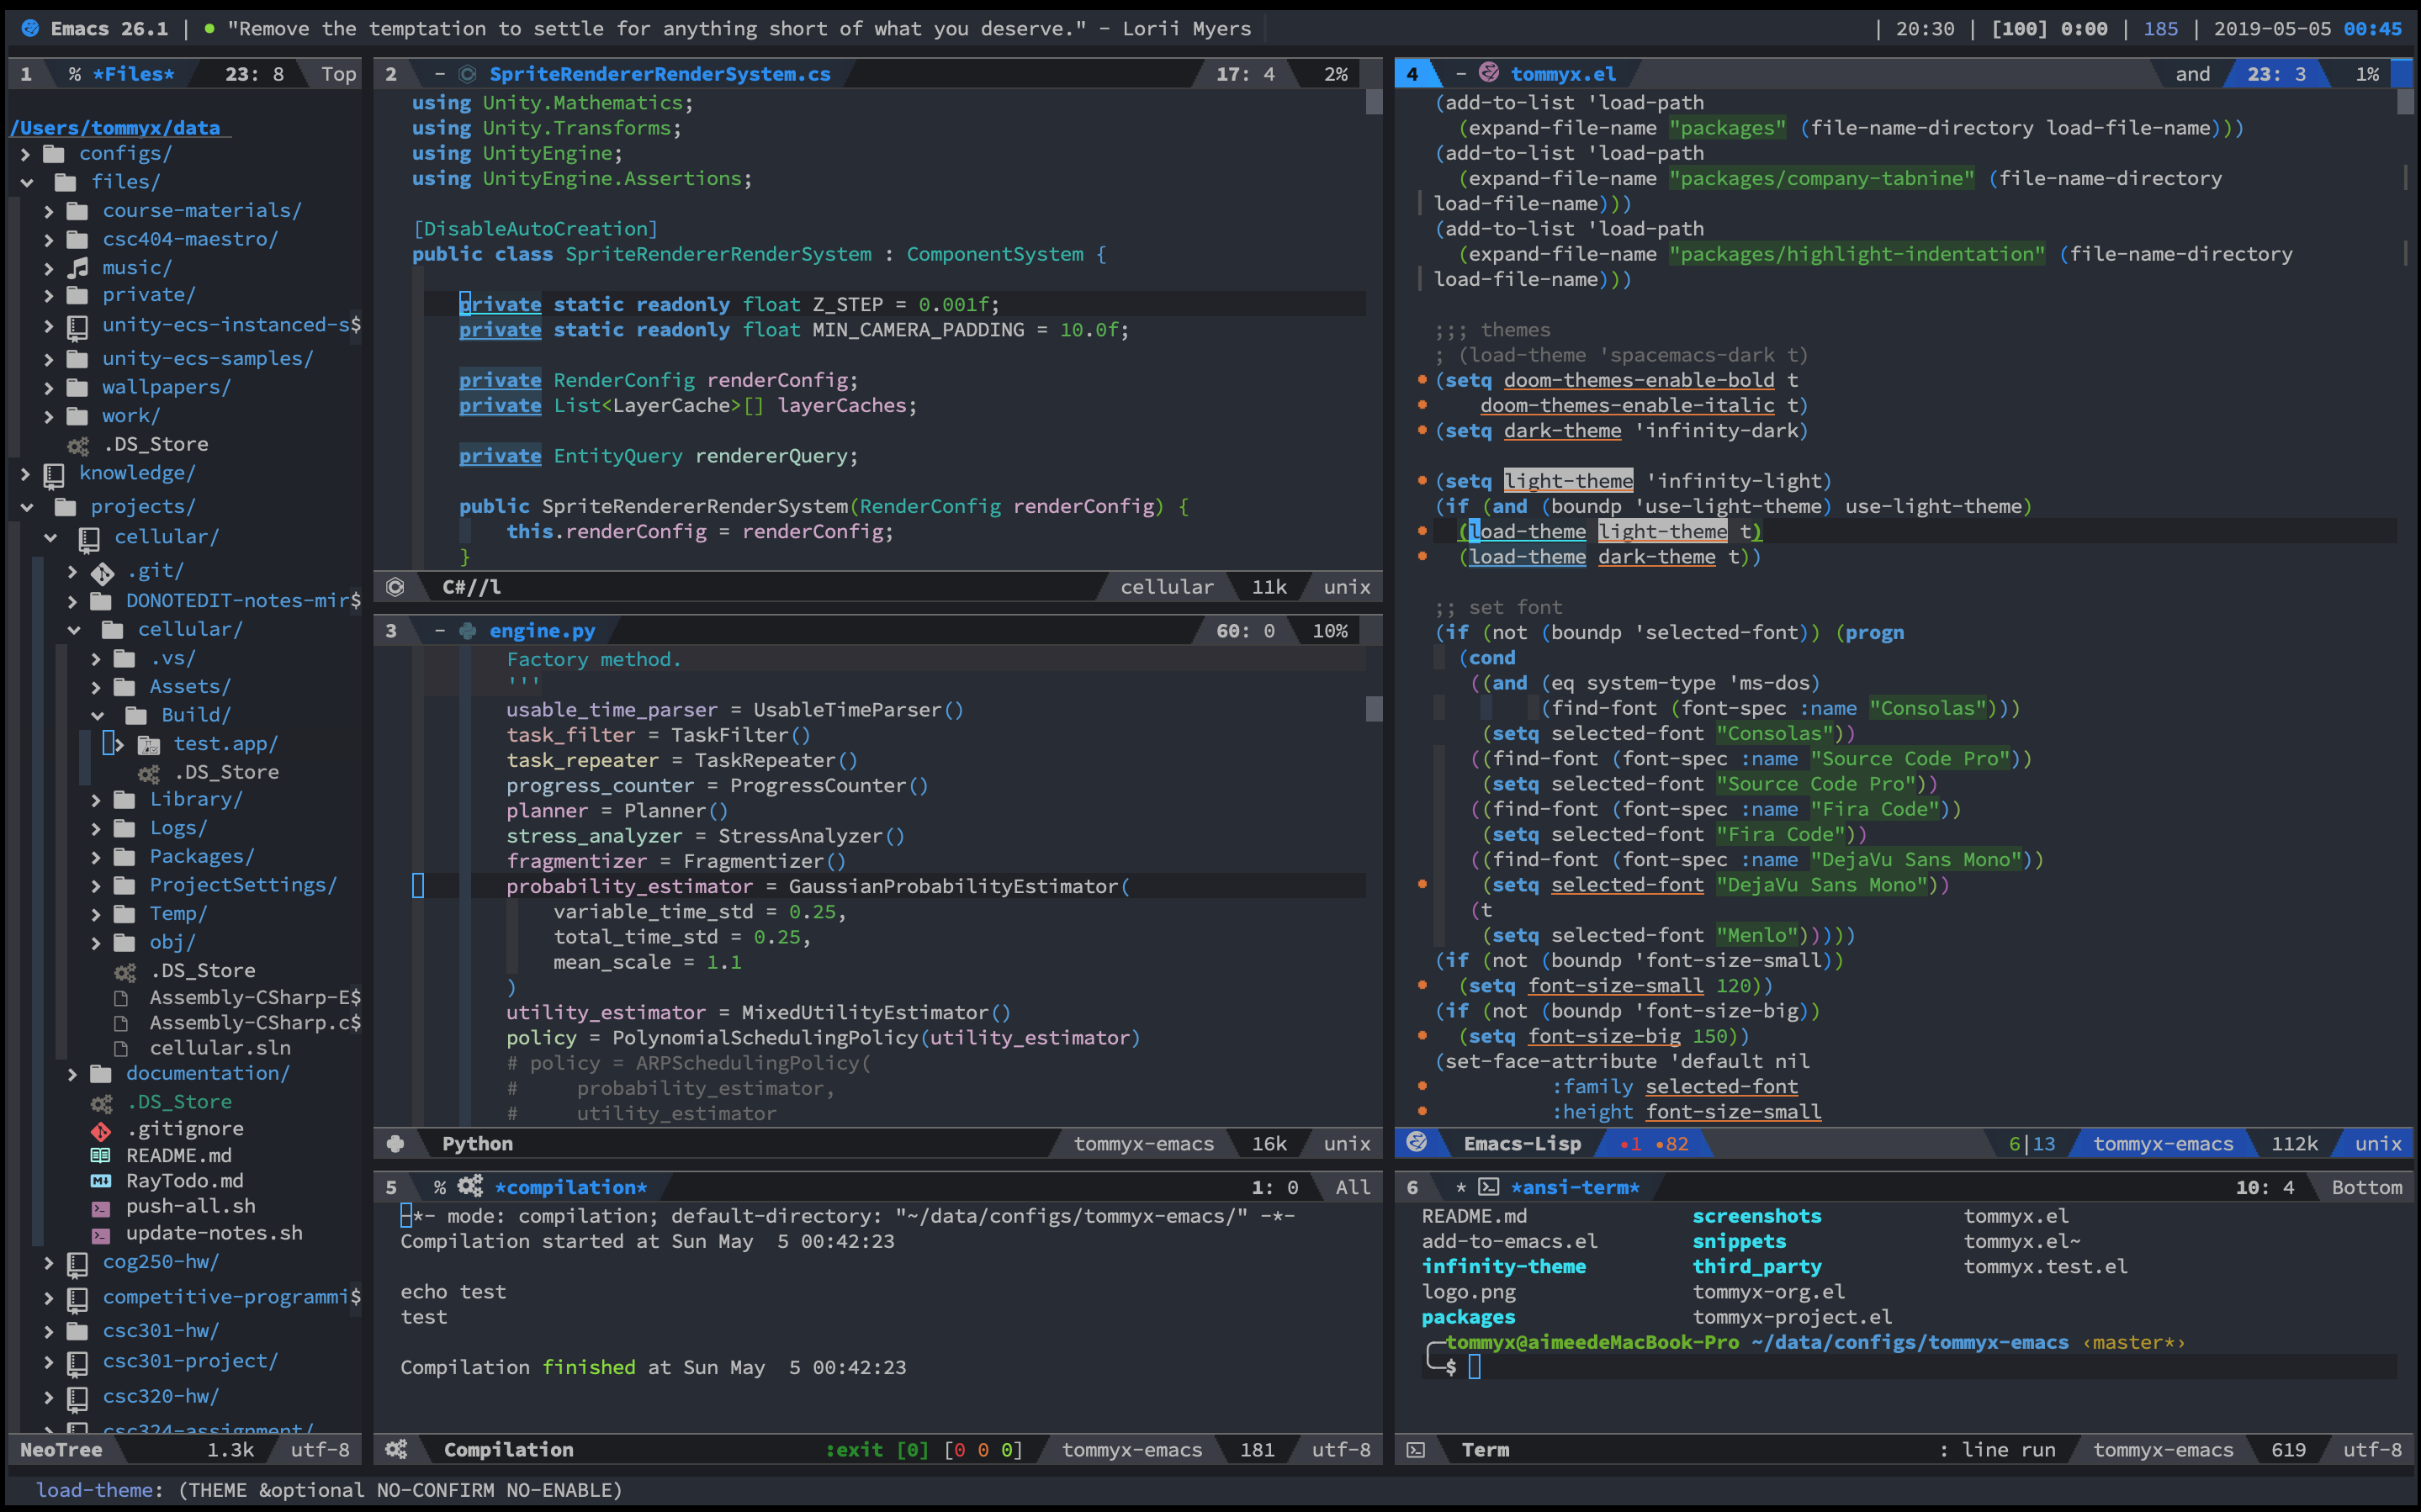 Emacs 26.1 | ● "Remove the temptation to settle for anything short of what you deserve." – Lorii Myers | 20:30 | [100] 0:00 | 185 | 2019-05-05 00:45
1 % *Files* 23: 8 Top
/Users/tommyx/data
configs/
files/
course-materials/
csc404-maestro/
music/
private/
unity-ecs-instanced-s$
unity-ecs-samples/
wallpapers/
work/
.DS_Store
knowledge/
projects/
cellular/
.git/
DONOTEDIT-notes-mir$
cellular/
.vs/
Assets/
Build/
test.app/
.DS_Store
Library/
Logs/
Packages/
ProjectSettings/
Temp/
obj/
.DS_Store
Assembly-CSharp-E$
Assembly-CSharp.c$
cellular.sln
documentation/
.DS_Store
.gitignore
README.md
RayTodo.md
push-all.sh
update-notes.sh
cog250-hw/
competitive-programmi$
csc301-hw/
csc301-project/
csc320-hw/
csc324-assignment/
NeoTree 1.3k utf-8
2 – SpriteRendererRenderSystem.cs 17: 4 2%
using Unity.Mathematics;
using Unity.Transforms;
using UnityEngine;
using UnityEngine.Assertions;
[DisableAutoCreation]
public class SpriteRendererRenderSystem : ComponentSystem {
private static readonly float Z_STEP = 0.001f;
private static readonly float MIN_CAMERA_PADDING = 10.0f;
private RenderConfig renderConfig;
private List<LayerCache>[] layerCaches;
private EntityQuery rendererQuery;
public SpriteRendererRenderSystem(RenderConfig renderConfig) {
this.renderConfig = renderConfig;
}
C#//l cellular 11k unix
3 – engine.py 60: 0 10%
Factory method.
'''
usable_time_parser = UsableTimeParser()
task_filter = TaskFilter()
task_repeater = TaskRepeater()
progress_counter = ProgressCounter()
planner = Planner()
stress_analyzer = StressAnalyzer()
fragmentizer = Fragmentizer()
probability_estimator = GaussianProbabilityEstimator(
variable_time_std = 0.25,
total_time_std = 0.25,
mean_scale = 1.1
)
utility_estimator = MixedUtilityEstimator()
policy = PolynomialSchedulingPolicy(utility_estimator)
# policy = ARPSchedulingPolicy(
#     probability_estimator,
#     utility_estimator
Python tommyx-emacs 16k unix
4 – tommyx.el and 23: 3 1%
(add-to-list 'load-path
(expand-file-name "packages" (file-name-directory load-file-name)))
(add-to-list 'load-path
(expand-file-name "packages/company-tabnine" (file-name-directory
load-file-name)))
(add-to-list 'load-path
(expand-file-name "packages/highlight-indentation" (file-name-directory
load-file-name)))
;;; themes
; (load-theme 'spacemacs-dark t)
(setq doom-themes-enable-bold t
doom-themes-enable-italic t)
(setq dark-theme 'infinity-dark)
(setq light-theme 'infinity-light)
(if (and (boundp 'use-light-theme) use-light-theme)
(load-theme light-theme t)
(load-theme dark-theme t))
;; set font
(if (not (boundp 'selected-font)) (progn
(cond
((and (eq system-type 'ms-dos)
(find-font (font-spec :name "Consolas")))
(setq selected-font "Consolas"))
((find-font (font-spec :name "Source Code Pro"))
(setq selected-font "Source Code Pro"))
((find-font (font-spec :name "Fira Code"))
(setq selected-font "Fira Code"))
((find-font (font-spec :name "DejaVu Sans Mono"))
(setq selected-font "DejaVu Sans Mono"))
(t
(setq selected-font "Menlo")))))
(if (not (boundp 'font-size-small))
(setq font-size-small 120))
(if (not (boundp 'font-size-big))
(setq font-size-big 150))
(set-face-attribute 'default nil
:family selected-font
:height font-size-small
Emacs-Lisp •1 •82 6|13 tommyx-emacs 112k unix
5 % *compilation* 1: 0 All
-*- mode: compilation; default-directory: "~/data/configs/tommyx-emacs/" -*-
Compilation started at Sun May  5 00:42:23
echo test
test
Compilation finished at Sun May  5 00:42:23
Compilation :exit [0] [0 0 0] tommyx-emacs 181 utf-8
6 * *ansi-term* 10: 4 Bottom
README.md screenshots tommyx.el
add-to-emacs.el snippets tommyx.el~
infinity-theme third_party tommyx.test.el
logo.png tommyx-org.el
packages tommyx-project.el
╭─tommyx@aimeedeMacBook-Pro ~/data/configs/tommyx-emacs ‹master*›
╰─$
Term : line run tommyx-emacs 619 utf-8
load-theme: (THEME &optional NO-CONFIRM NO-ENABLE)